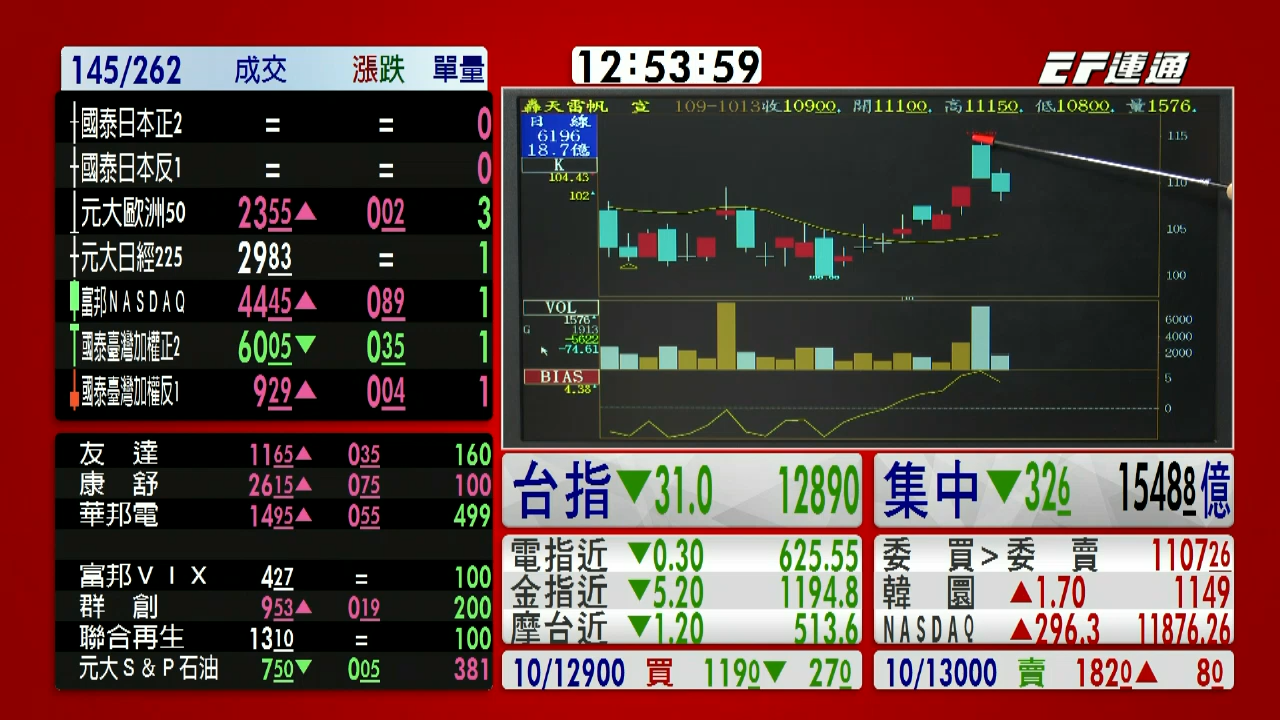 145/262 成交 漲跌 單量
12:53:59
EF運通
國泰日本正2 = = 0
國泰日本反1 = = 0
元大歐洲50 2355▲ 002 3
元大日經225 2983 = 1
富邦NASDAQ 4445▲ 089 1
國泰臺灣加權正2 6005▼ 035 1
國泰臺灣加權反1 929▲ 004 1
友達 1165▲ 035 160
康舒 2615▲ 075 100
華邦電 1495▲ 055 499
富邦VIX 427 = 100
群創 953▲ 019 200
聯合再生 1310 = 100
元大S&P石油 750▼ 005 381
109-1013收10900. 開11100. 高11150. 低10800. 量1576.
日線
6196
18.7億
K
104.43
102
115
110
105
100
VOL
1576
G 1913
-5622
-74.61
6000
4000
2000
BIAS
4.38
5
0
台指▼31.0 12890
集中▼326 15488億
電指近▼0.30 625.55
金指近▼5.20 1194.8
摩台近▼1.20 513.6
委買>委賣 110726
韓國▲1.70 1149
NASDAQ▲296.3 11876.26
10/12900 買 1190▼ 270
10/13000 賣 1820▲ 80